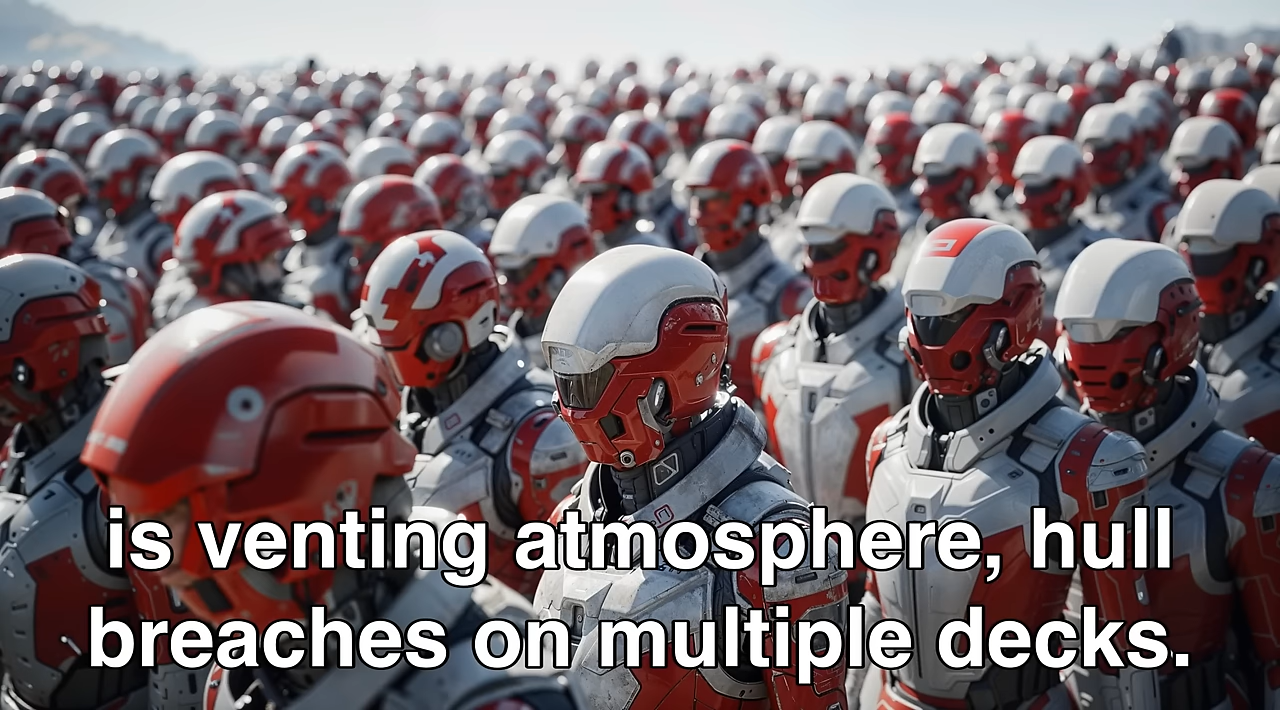 is venting atmosphere, hull
breaches on multiple decks.